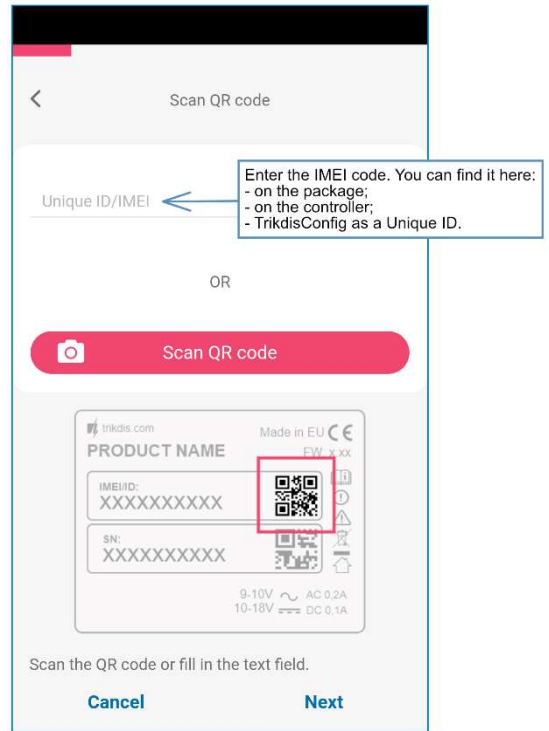 Scan QR code
Enter the IMEI code. You can find it here:
- on the package;
- on the controller;
- TrikdisConfig as a Unique ID.
Unique ID/IMEI
OR
Scan QR code
trikdis.com
Made in EU CE
PRODUCT NAME
FW x.xx
IMEI/ID:
XXXXXXXXXX
SN:
XXXXXXXXXX
9-10V AC 0,2A
10-18V DC 0,1A
Scan the QR code or fill in the text field.
Cancel Next